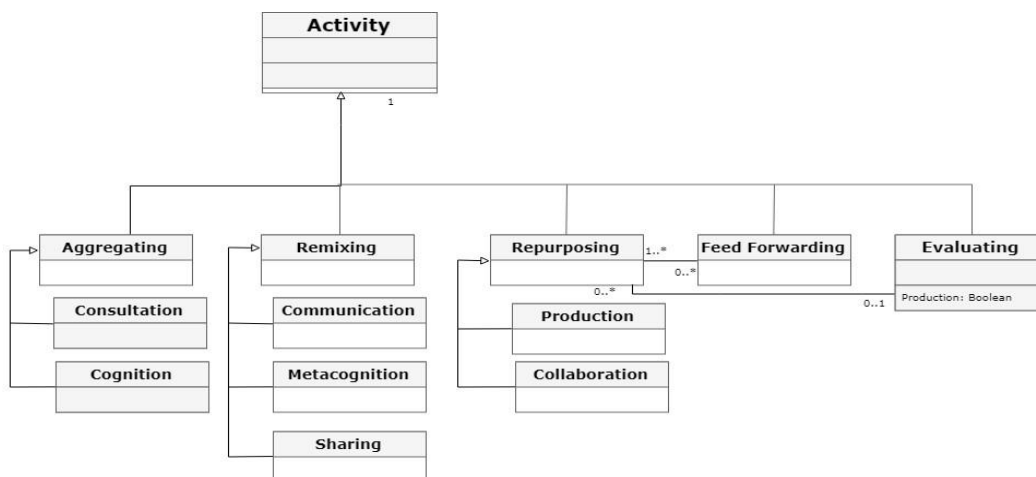 Activity
1
Aggregating
Remixing
Repurposing
1..*
Feed Forwarding
Evaluating
0..*
0..*
Production: Boolean
0..1
Consultation
Communication
Production
Cognition
Metacognition
Collaboration
Sharing